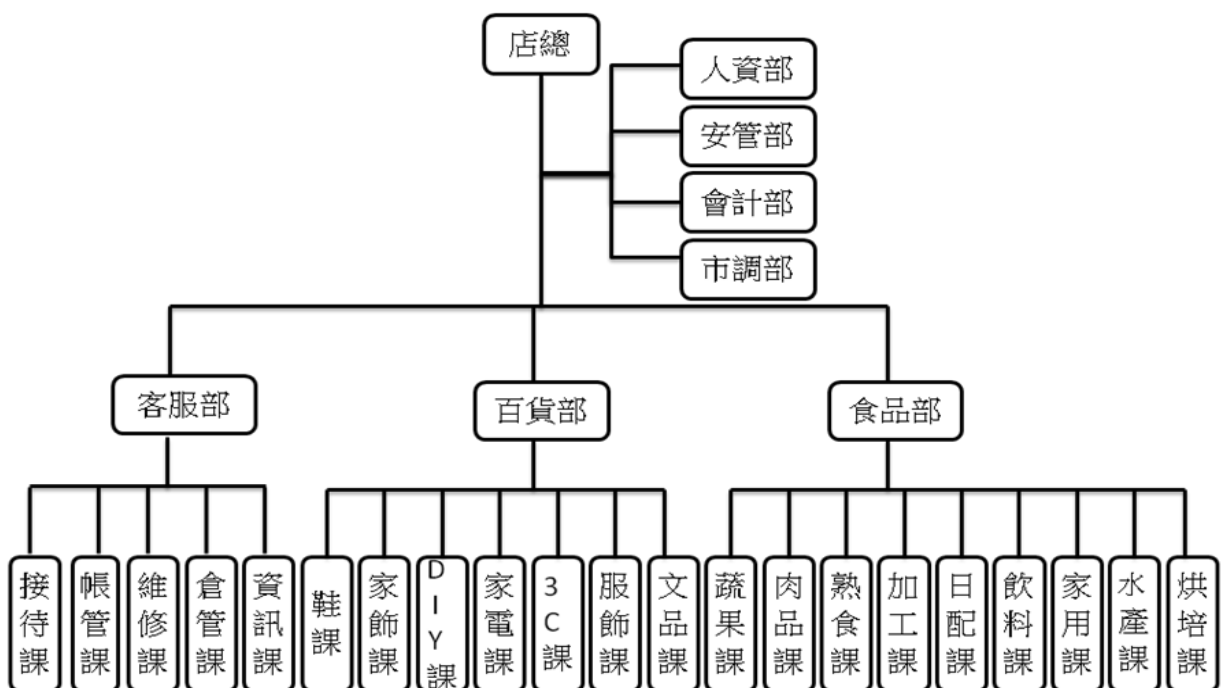 店總
人資部
安管部
會計部
市調部
客服部
百貨部
食品部
接待課
帳管課
維修課
倉管課
資訊課
鞋課
家飾課
DIY課
家電課
3C課
服飾課
文品課
蔬果課
肉品課
熟食課
加工課
日配課
飲料課
家用課
水產課
烘培課